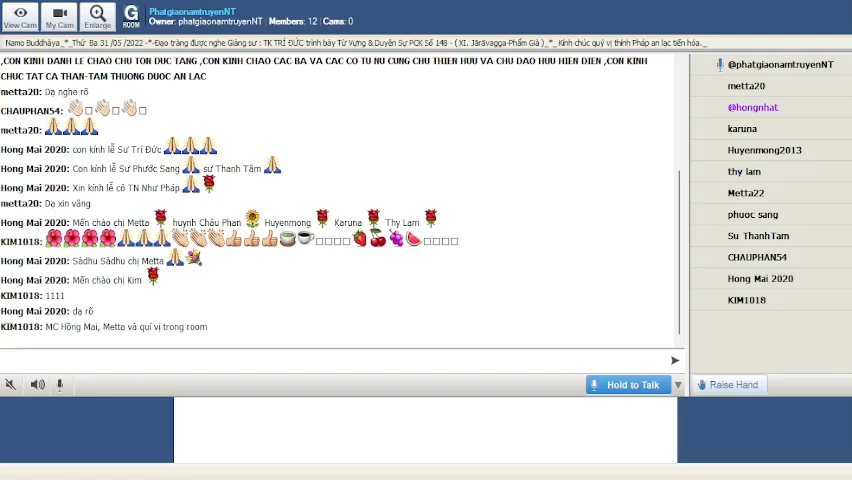 PhatgiaonamtruyenNT
Owner: phatgiaonamtruyenNT Members: 12 Cams: 0
View Cam
My Cam
Enlarge
G
ROOM
Namo Buddhàya_*_Thứ Ba 31 /05 /2022 -*-Đạo tràng được nghe Giảng sư : TK TRÍ ĐỨC trình bày Từ Vựng & Duyên Sự PCK Số 148 - ( XI. Jàràvagga-Phẩm Già )_*_ Kính chúc quý vị thính Pháp an lạc tiến hóa._
,CON KINH DANH LE CHAO CHU TOR DUC TANG ,CON KINH CHAO CAC BA VA CAC CO TU NU CUNG CHU THIEN HUU VA CHU DAO HUU HIEN DIEN ,CON KINH
CHUC TAT CA THAN-TAM THUONG DUOC AN LAC
metta20: Dạ nghe rõ
CHAUPHAN54:
metta20:
Hong Mai 2020: con kính lễ Sư Trí Đức
Hong Mai 2020: Con kính lễ Sư Phước Sang sư Thanh Tâm
Hong Mai 2020: Xin kính lễ cô TN Như Pháp
metta20: Dạ xin vâng
Hong Mai 2020: Mến chào chị Metta huynh Châu Phan Huyenmong Karuna Thy Lam
KIM1018:
Hong Mai 2020: Sādhu Sādhu chị Metta
Hong Mai 2020: Mến chào chị Kim
KIM1018: 1111
Hong Mai 2020: dạ rõ
KIM1018: MC Hồng Mai, Metta và quí vị trong room
Hold to Talk
@phatgiaonamtruyenNT
metta20
@hongnhat
karuna
Huyenmong2013
thy lam
Metta22
phuoc sang
Su ThanhTam
CHAUPHAN54
Hong Mai 2020
KIM1018
Raise Hand